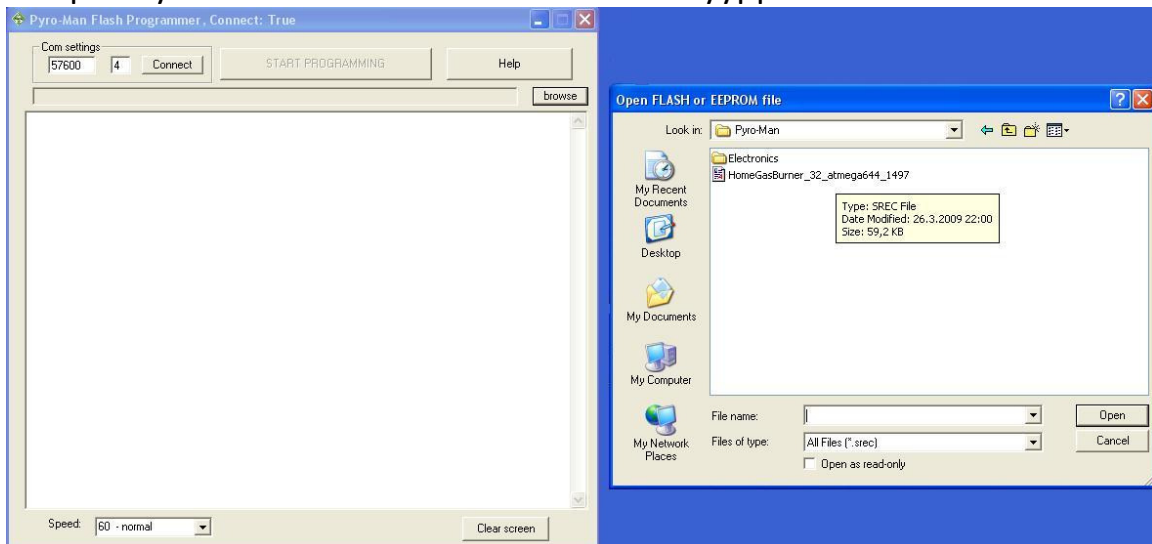 Pyro-Man Flash Programmer, Connect: True
Com settings
57600 4 Connect
START PROGRAMMING
Help
browse
Speed: 60 - normal
Clear screen
Open FLASH or EEPROM file
Look in: Pyro-Man
Electronics
HomeGasBurner_32_atmega644_1497
Type: SREC File
Date Modified: 26.3.2009 22:00
Size: 59,2 KB
My Recent
Documents
Desktop
My Documents
My Computer
My Network
Places
File name:
Open
Files of type: All Files (*.srec)
Cancel
Open as read-only